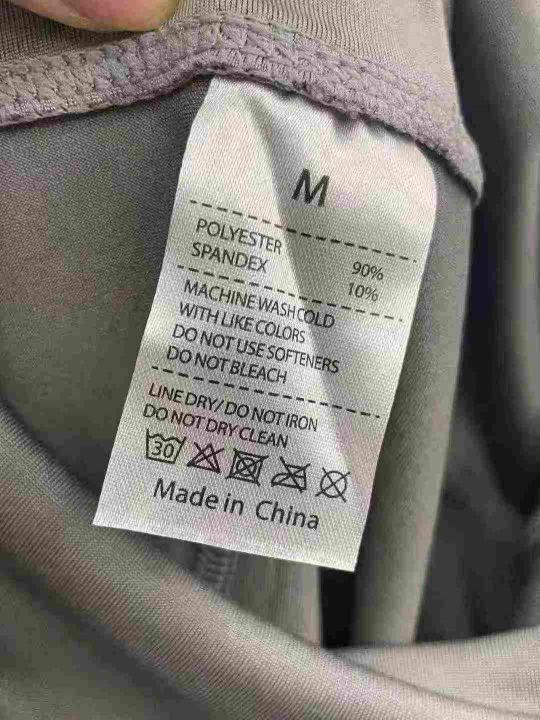 M
POLYESTER 90%
SPANDEX 10%
MACHINE WASH COLD
WITH LIKE COLORS
DO NOT USE SOFTENERS
DO NOT BLEACH
LINE DRY/ DO NOT IRON
DO NOT DRY CLEAN
30
Made in China